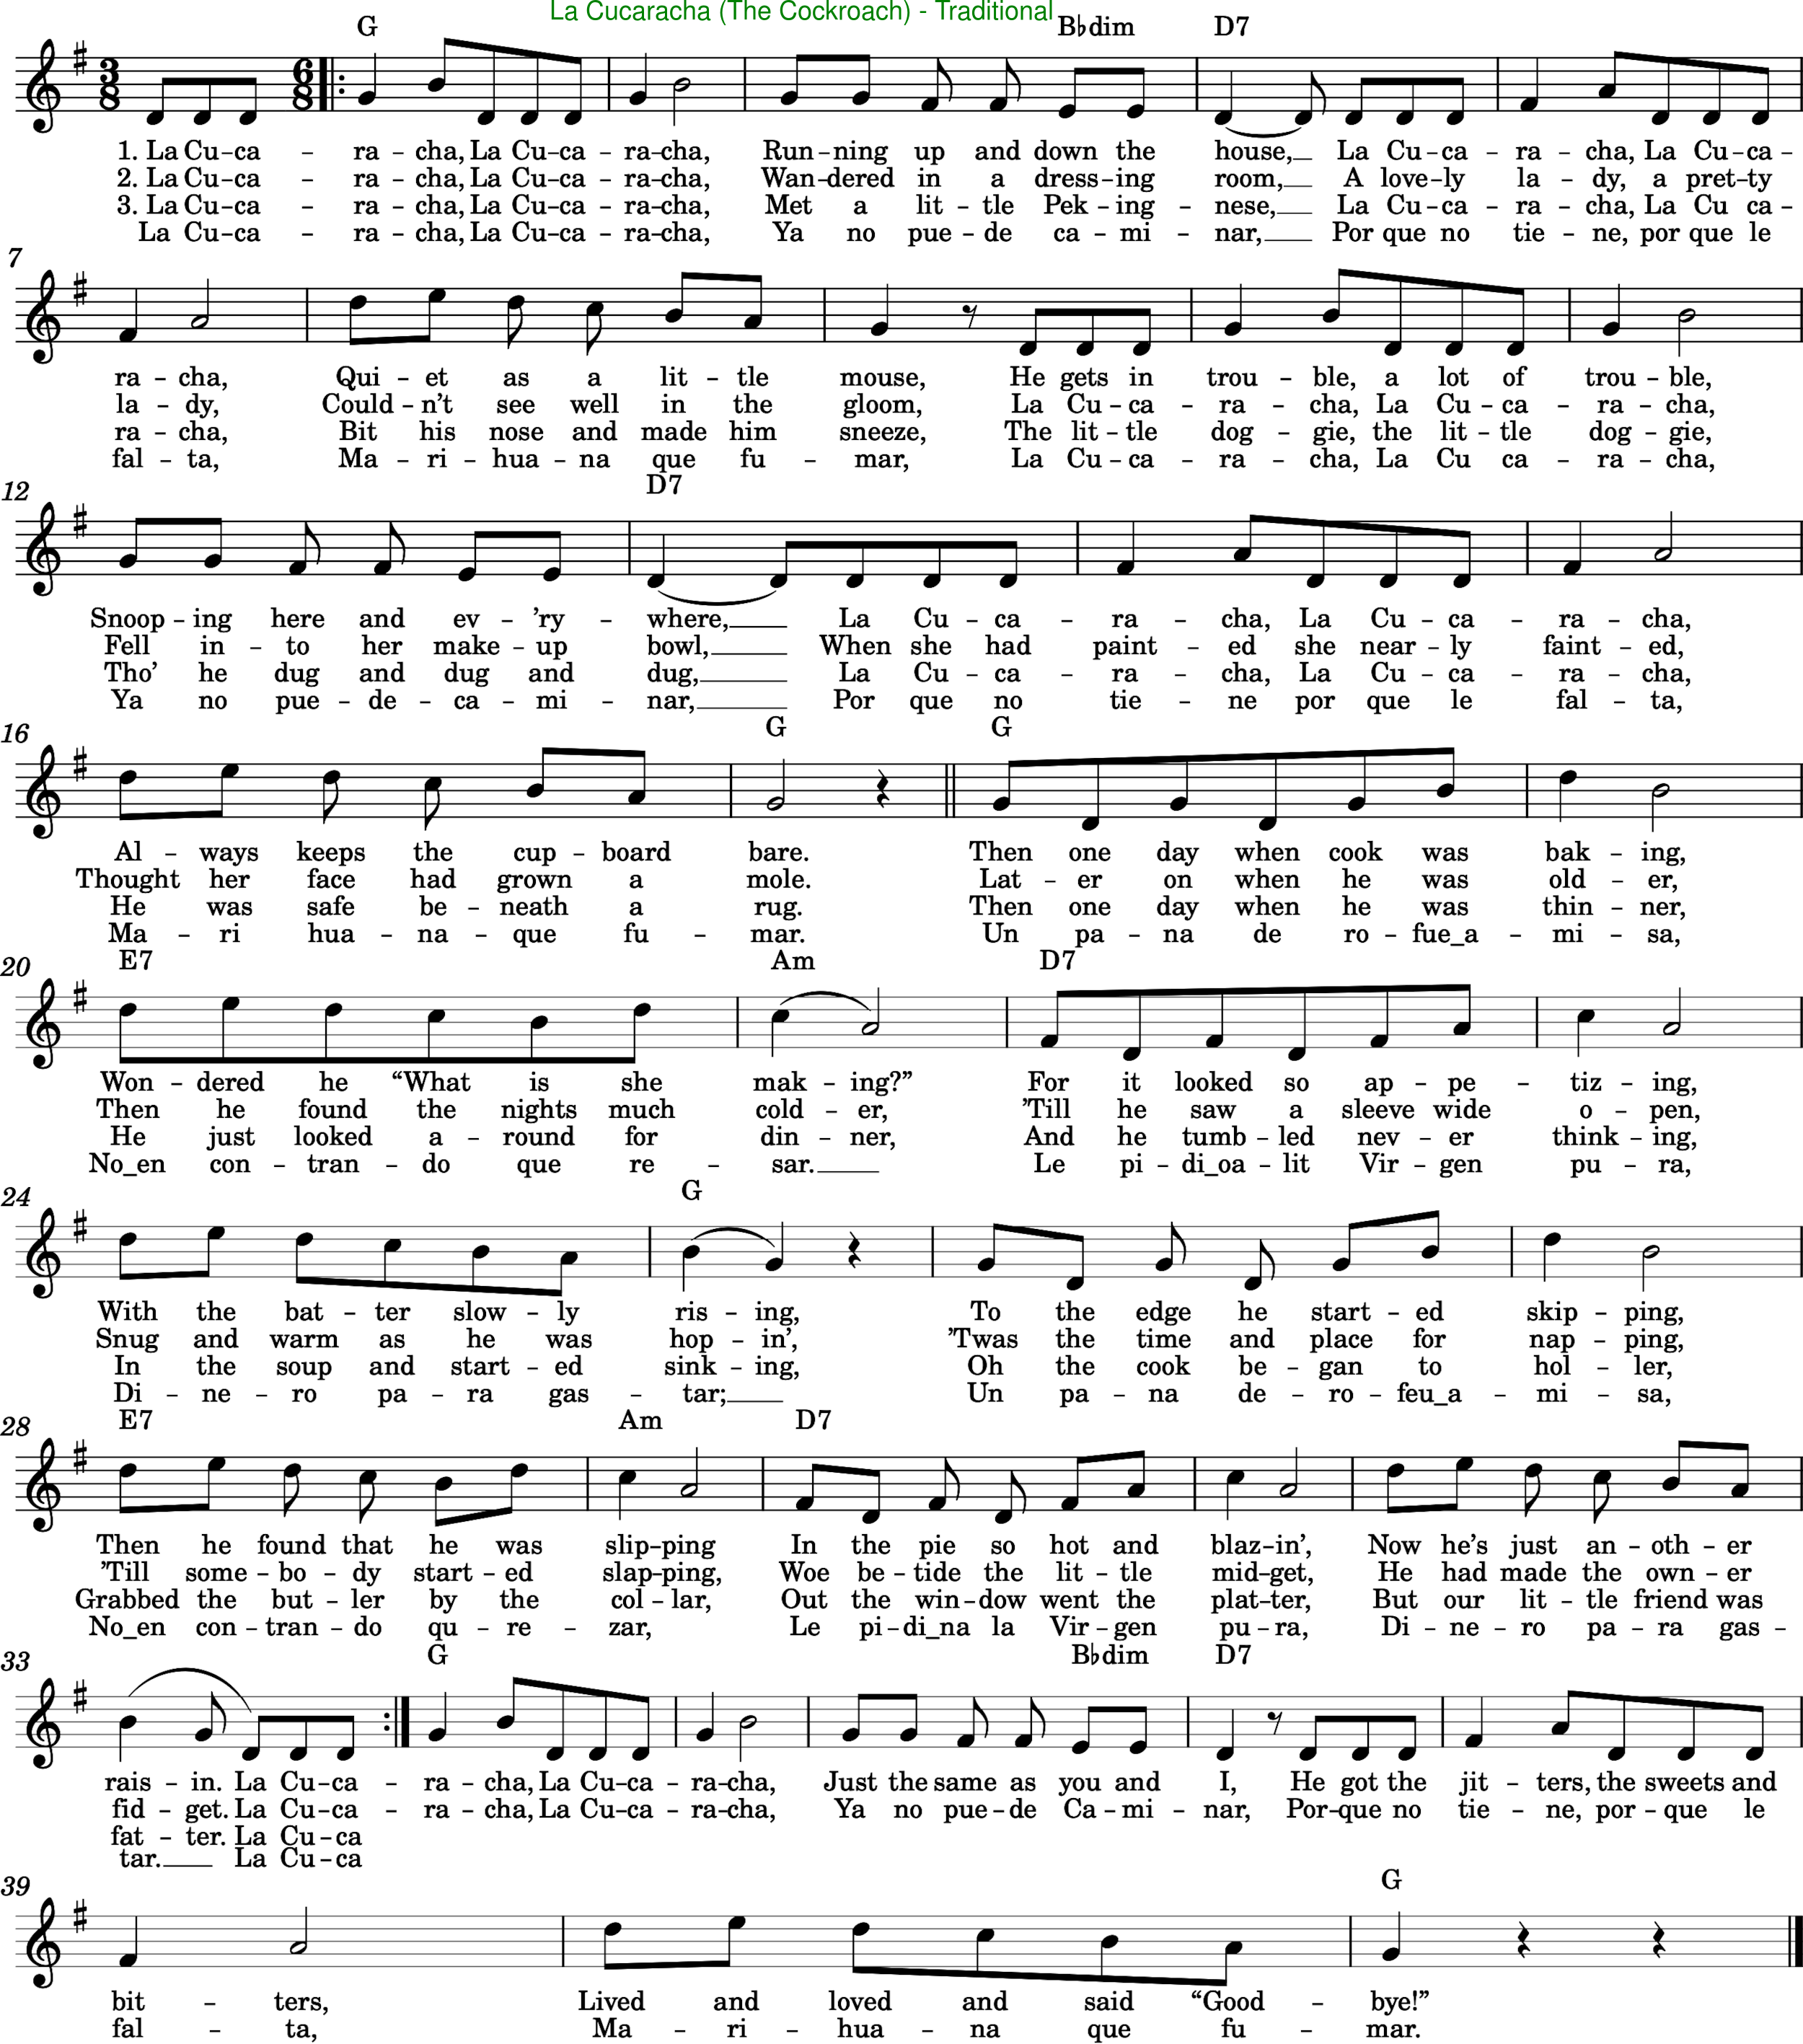 La Cucaracha (The Cockroach) - Traditional
G B♭dim D7
3 8 6 8
1. La Cu – ca – ra – cha, La Cu – ca – ra – cha, Run – ning up and down the house, __ La Cu – ca – ra – cha, La Cu – ca –
2. La Cu – ca – ra – cha, La Cu – ca – ra – cha, Wan – dered in a dress – ing room, __ A love – ly la – dy, a pret – ty
3. La Cu – ca – ra – cha, La Cu – ca – ra – cha, Met a lit – tle Pek – ing – nese, __ La Cu – ca – ra – cha, La Cu ca –
La Cu – ca – ra – cha, La Cu – ca – ra – cha, Ya no pue – de ca – mi – nar, __ Por que no tie – ne, por que le
7
ra – cha, Qui – et as a lit – tle mouse, He gets in trou – ble, a lot of trou – ble,
la – dy, Could – n’t see well in the gloom, La Cu – ca – ra – cha, La Cu – ca – ra – cha,
ra – cha, Bit his nose and made him sneeze, The lit – tle dog – gie, the lit – tle dog – gie,
fal – ta, Ma – ri – hua – na que fu – mar, La Cu – ca – ra – cha, La Cu ca – ra – cha,
12 D7
Snoop – ing here and ev – ’ry – where, __ La Cu – ca – ra – cha, La Cu – ca – ra – cha,
Fell in – to her make – up bowl, __ When she had paint – ed she near – ly faint – ed,
Tho’ he dug and dug and dug, __ La Cu – ca – ra – cha, La Cu – ca – ra – cha,
Ya no pue – de – ca – mi – nar, __ Por que no tie – ne por que le fal – ta,
16 G G
Al – ways keeps the cup – board bare. Then one day when cook was bak – ing,
Thought her face had grown a mole. Lat – er on when he was old – er,
He was safe be – neath a rug. Then one day when he was thin – ner,
Ma – ri hua – na – que fu – mar. Un pa – na de ro – fue_a – mi – sa,
20 E7 Am D7
Won – dered he “What is she mak – ing?” For it looked so ap – pe – tiz – ing,
Then he found the nights much cold – er, ’Till he saw a sleeve wide o – pen,
He just looked a – round for din – ner, And he tumb – led nev – er think – ing,
No_en con – tran – do que re – sar. __ Le pi – di_oa – lit Vir – gen pu – ra,
24 G
With the bat – ter slow – ly ris – ing, To the edge he start – ed skip – ping,
Snug and warm as he was hop – in’, ’Twas the time and place for nap – ping,
In the soup and start – ed sink – ing, Oh the cook be – gan to hol – ler,
Di – ne – ro pa – ra gas – tar; __ Un pa – na de – ro – feu_a – mi – sa,
28 E7 Am D7
Then he found that he was slip – ping In the pie so hot and blaz – in’, Now he’s just an – oth – er
’Till some – bo – dy start – ed slap – ping, Woe be – tide the lit – tle mid – get, He had made the own – er
Grabbed the but – ler by the col – lar, Out the win – dow went the plat – ter, But our lit – tle friend was
No_en con – tran – do qu – re – zar, Le pi – di_na la Vir – gen pu – ra, Di – ne – ro pa – ra gas –
33 G B♭dim D7
rais – in. La Cu – ca – ra – cha, La Cu – ca – ra – cha, Just the same as you and I, He got the jit – ters, the sweets and
fid – get. La Cu – ca – ra – cha, La Cu – ca – ra – cha, Ya no pue – de Ca – mi – nar, Por – que no tie – ne, por – que le
fat – ter. La Cu – ca
tar. __ La Cu – ca
39 G
bit – ters, Lived and loved and said “Good – bye!”
fal – ta, Ma – ri – hua – na que fu – mar.